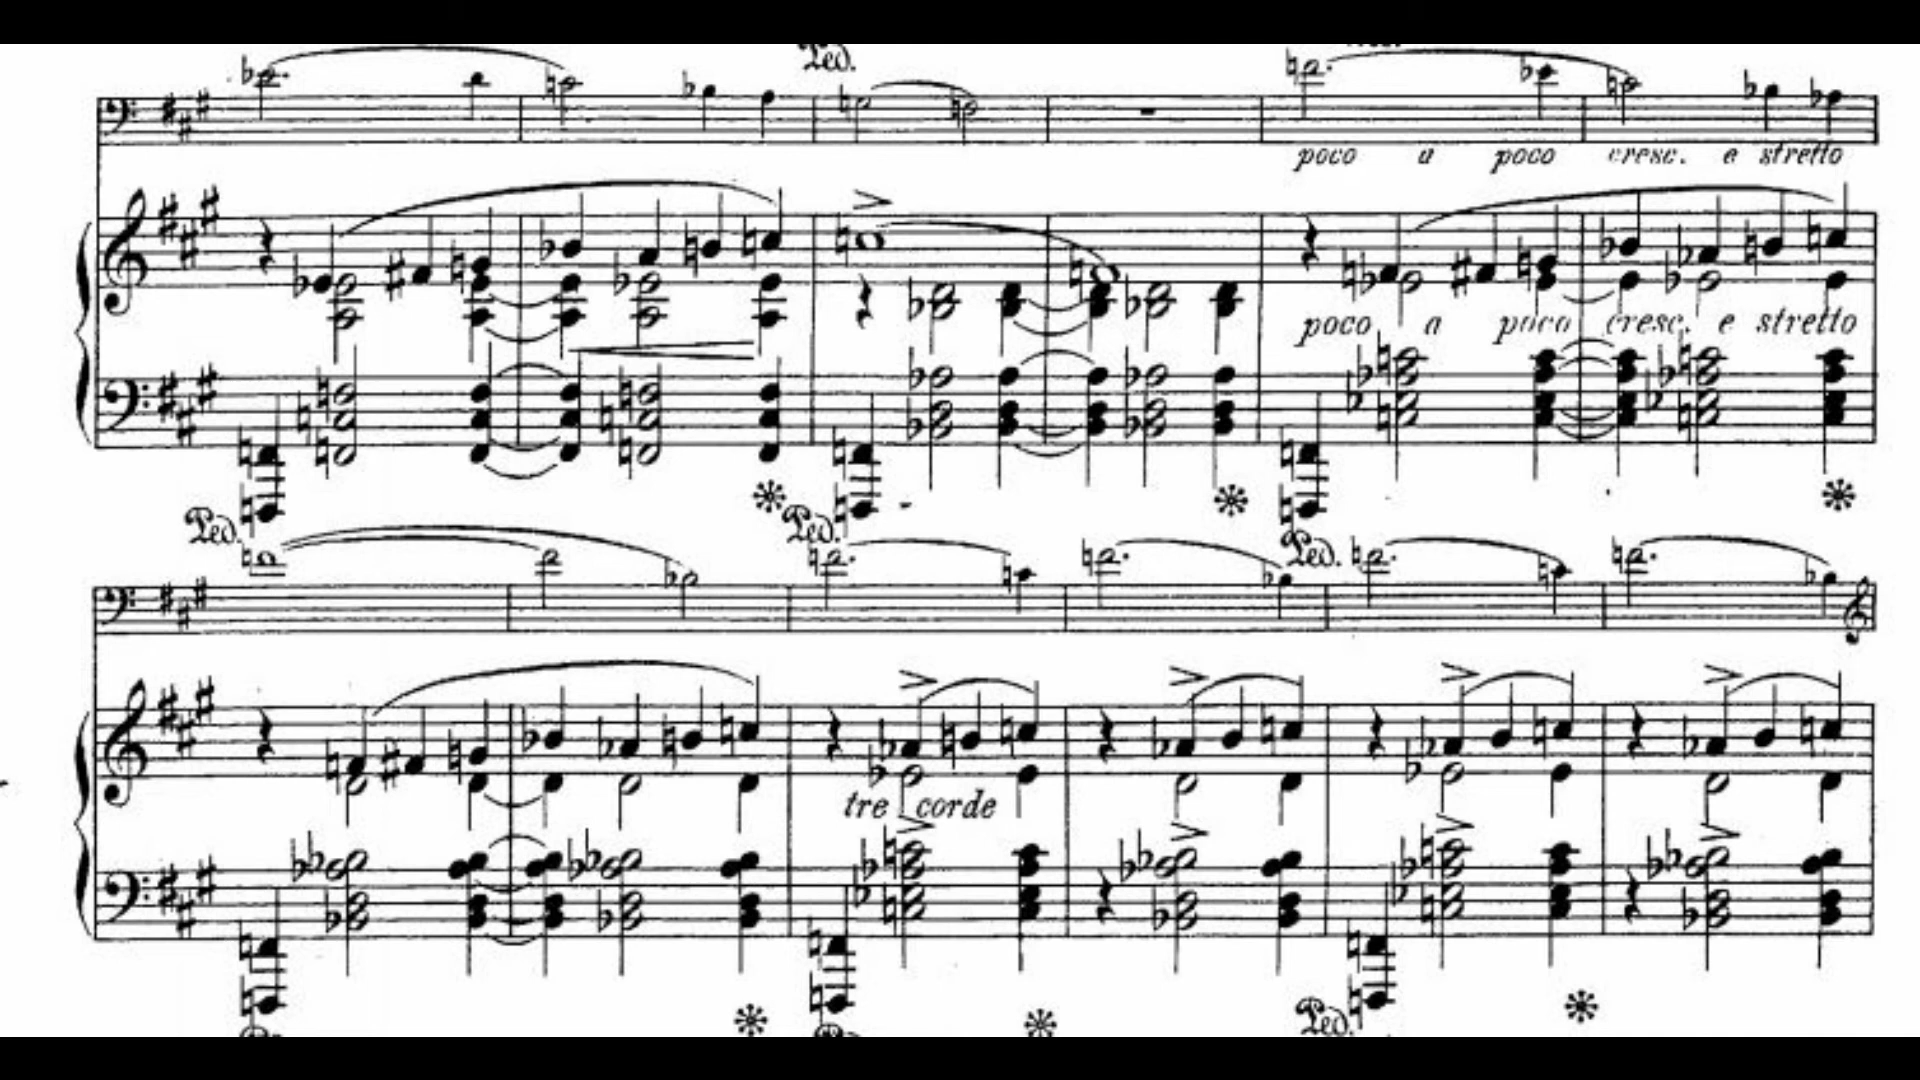 Ped.
poco a poco cresc. e stretto
poco a poco cresc. e stretto
Ped. Ped. Ped.
tre corde
Ped.